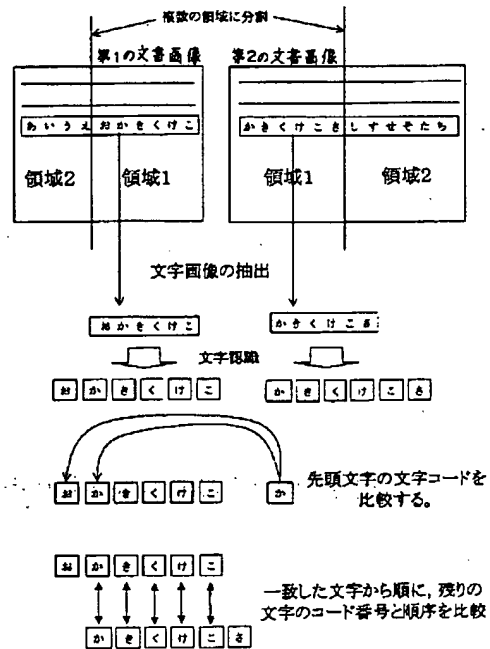 複数の領域に分割
第1の文書画像 第2の文書画像
あいうえおかきくけこ かきくけこさしすせそたち
領域2 領域1 領域1 領域2
文字画像の抽出
おかきくけこ かきくけこさ
文字認識
お か き く け こ か き く け こ さ
お か き く け こ か
先頭文字の文字コードを
比較する。
お か き く け こ
一致した文字から順に，残りの
文字のコード番号と順序を比較
か き く け こ さ